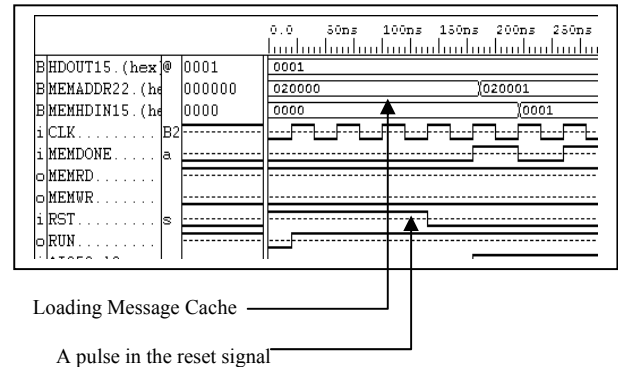 0.0 50ns 100ns 150ns 200ns 250ns
B HDOUT15.(hex)@ 0001 0001
B MEMADDR22.(he 000000 020000 020001
B MEMHDIN15.(he 0000 0000 0001
i CLK......... B2
i MEMDONE..... a
o MEMRD.......
o MEMWR.......
i RST......... s
o RUN.........
Loading Message Cache
A pulse in the reset signal